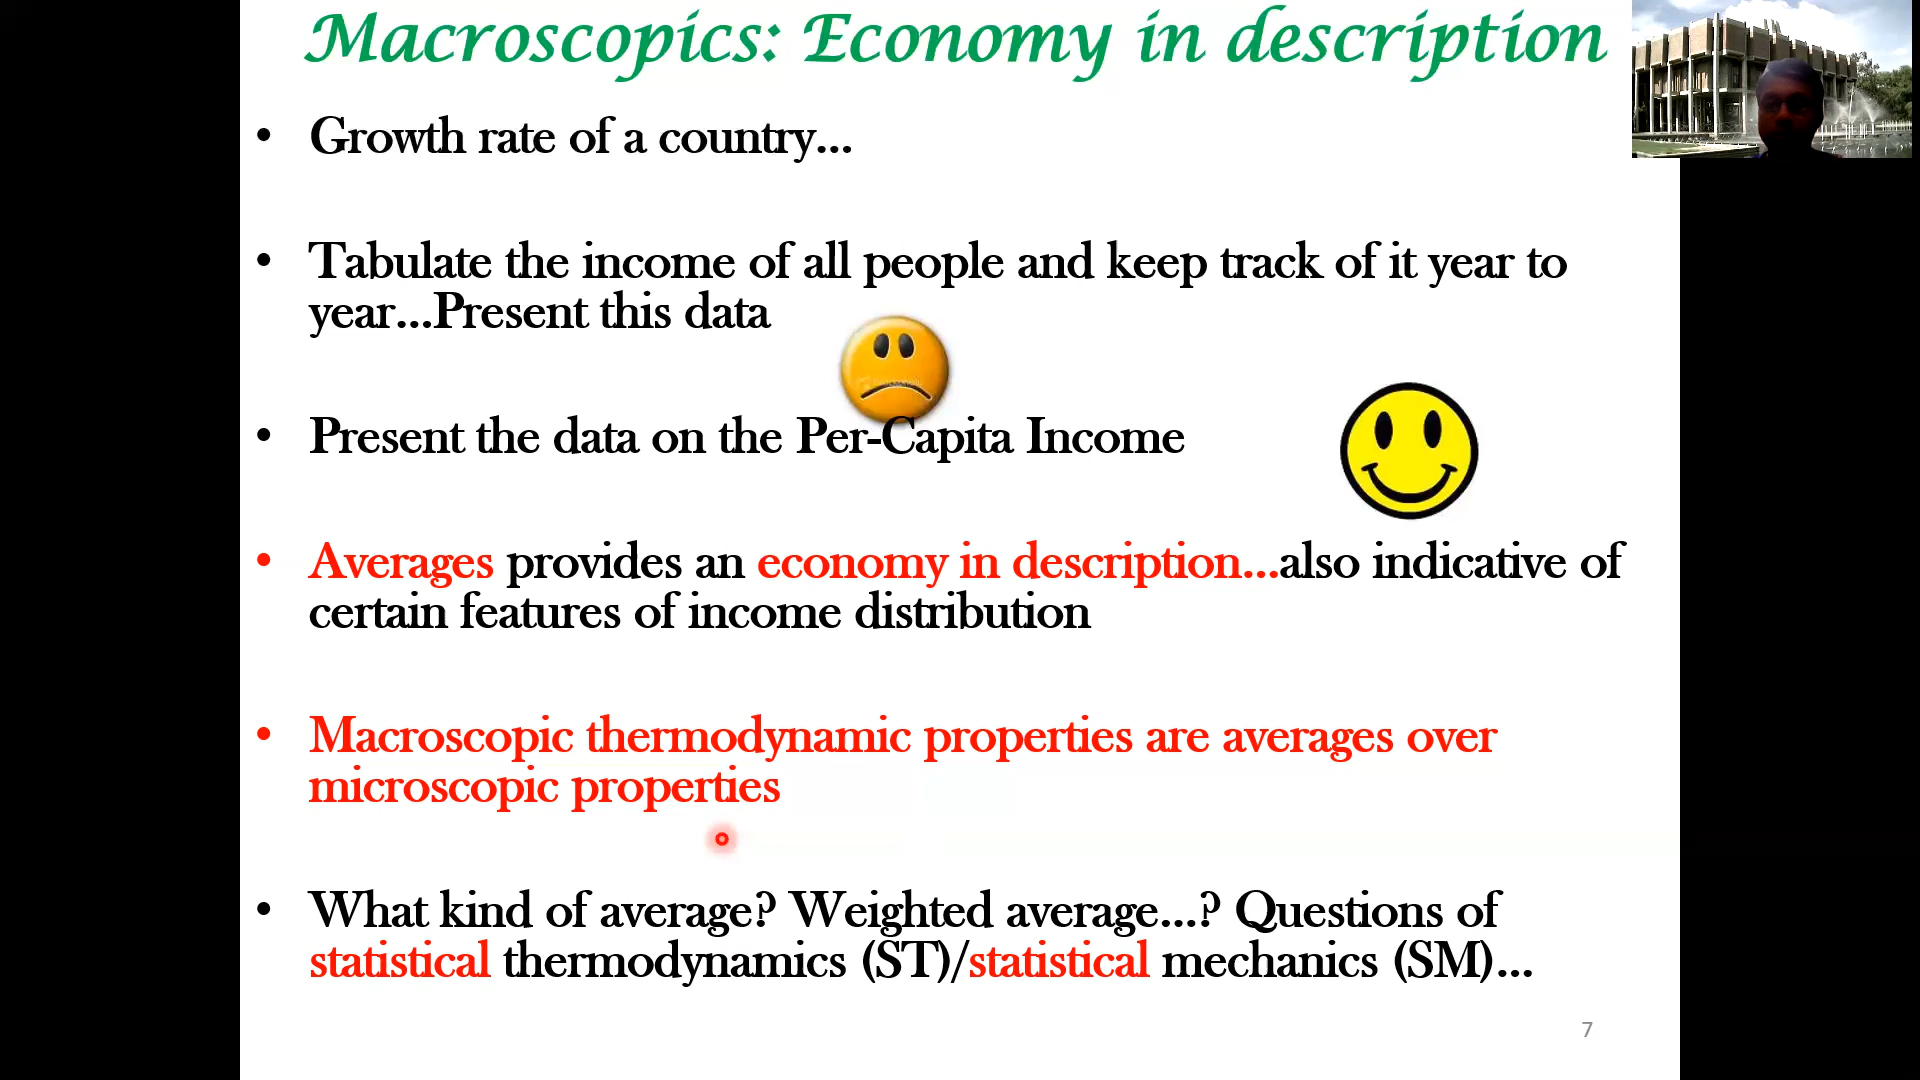 Macroscopics: Economy in description
• Growth rate of a country...
• Tabulate the income of all people and keep track of it year to
year...Present this data
• Present the data on the Per-Capita Income
• Averages provides an economy in description...also indicative of
certain features of income distribution
• Macroscopic thermodynamic properties are averages over
microscopic properties
• What kind of average? Weighted average...? Questions of
statistical thermodynamics (ST)/statistical mechanics (SM)...
7